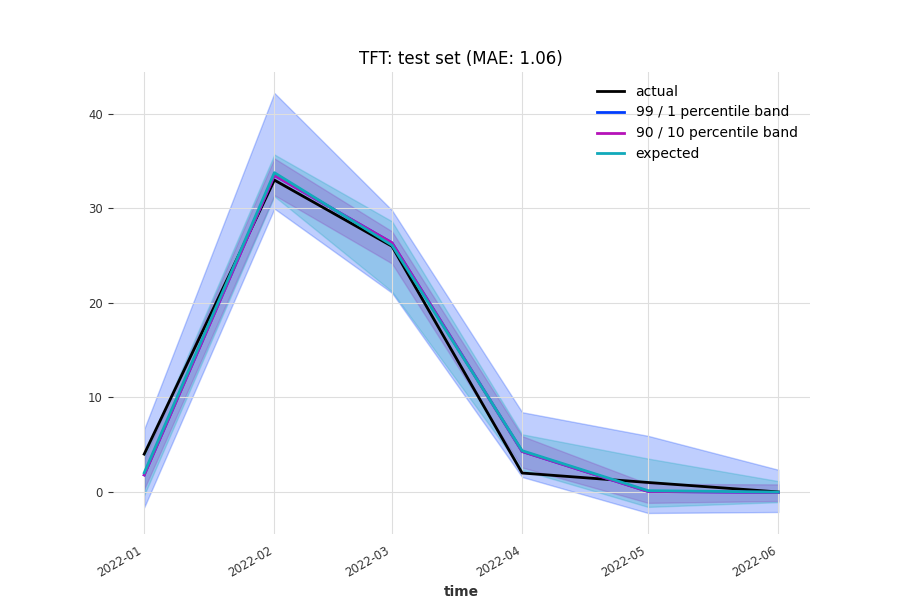 TFT: test set (MAE: 1.06)
actual
99 / 1 percentile band
90 / 10 percentile band
expected
40
30
20
10
0
2022-01
2022-02
2022-03
2022-04
2022-05
2022-06
time